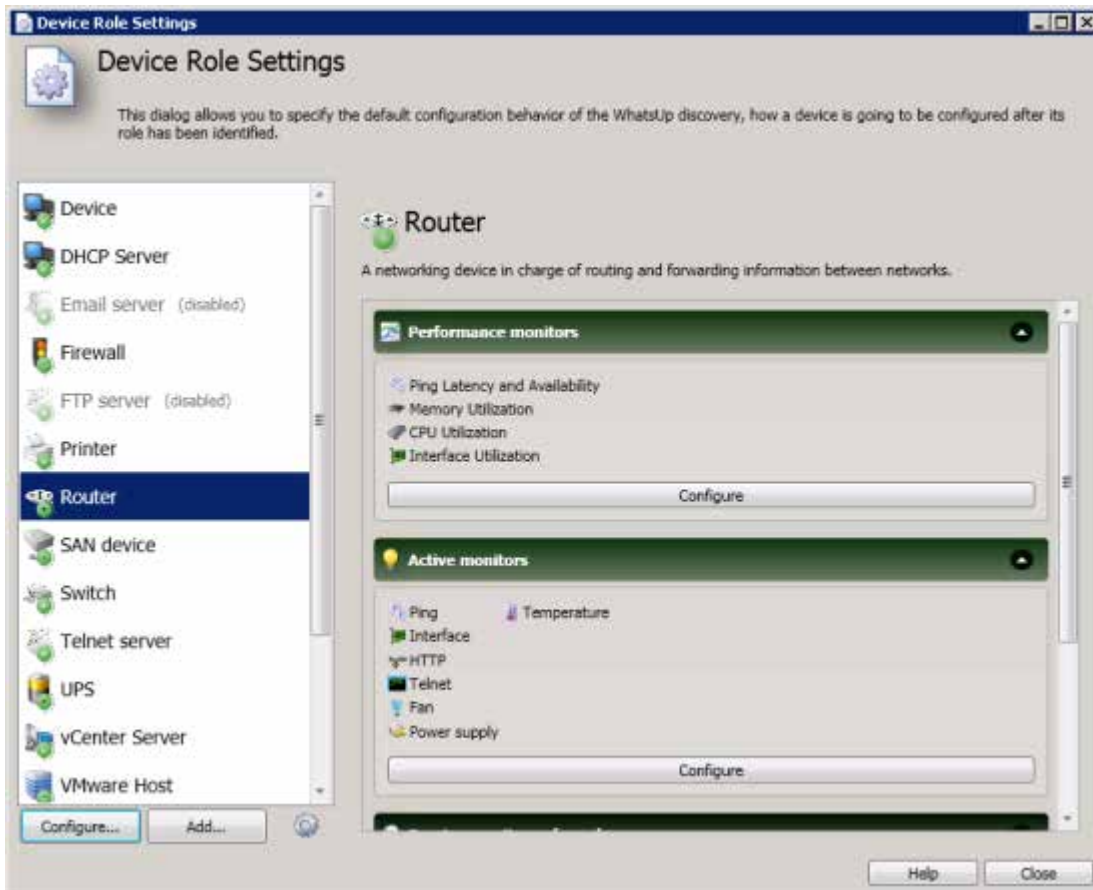 Device Role Settings
Device Role Settings
This dialog allows you to specify the default configuration behavior of the WhatsUp discovery, how a device is going to be configured after its
role has been identified.
Device
DHCP Server
Email server (disabled)
Firewall
FTP server (disabled)
Printer
Router
SAN device
Switch
Telnet server
UPS
vCenter Server
VMware Host
Configure...
Add...
Router
A networking device in charge of routing and forwarding information between networks.
Performance monitors
Ping Latency and Availability
Memory Utilization
CPU Utilization
Interface Utilization
Configure
Active monitors
Ping Temperature
Interface
HTTP
Telnet
Fan
Power supply
Configure
Help
Close